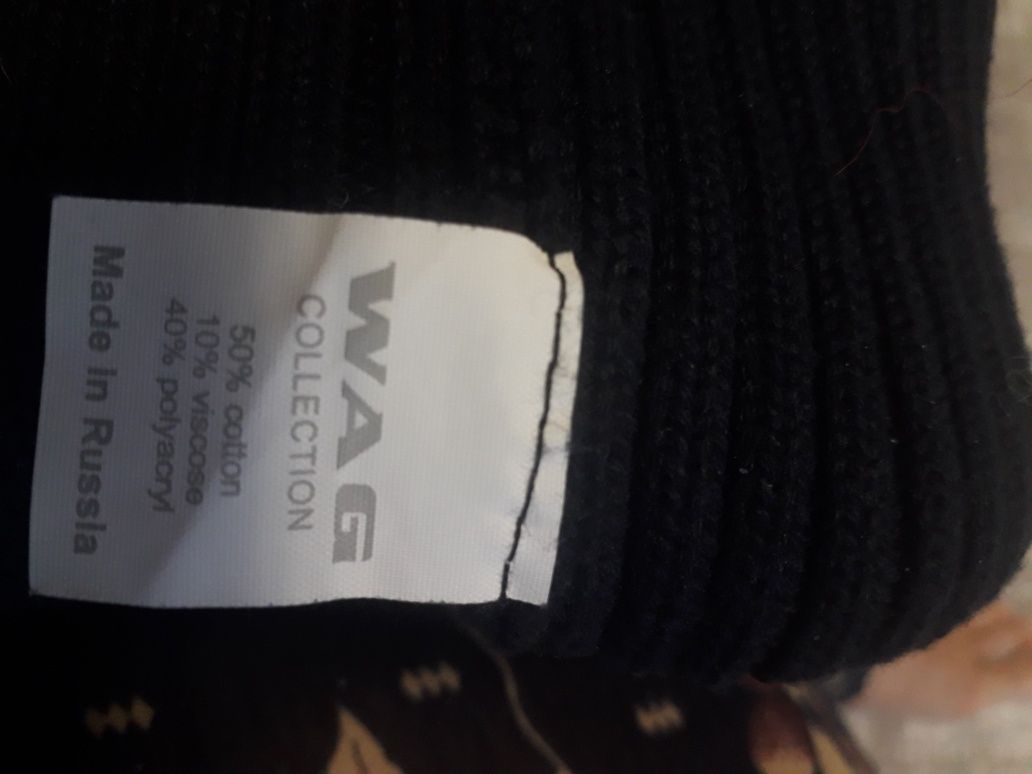 WAG
COLLECTION
50% cotton
10% viscose
40% polyacryl
Made in Russia